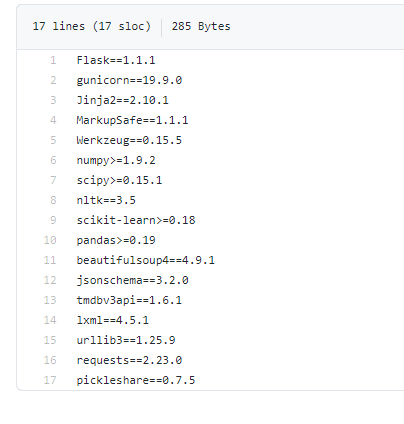 17 lines (17 sloc) 285 Bytes
1 Flask==1.1.1
2 gunicorn==19.9.0
3 Jinja2==2.10.1
4 MarkupSafe==1.1.1
5 Werkzeug==0.15.5
6 numpy>=1.9.2
7 scipy>=0.15.1
8 nltk==3.5
9 scikit-learn>=0.18
10 pandas>=0.19
11 beautifulsoup4==4.9.1
12 jsonschema==3.2.0
13 tmdbv3api==1.6.1
14 lxml==4.5.1
15 urllib3==1.25.9
16 requests==2.23.0
17 pickleshare==0.7.5